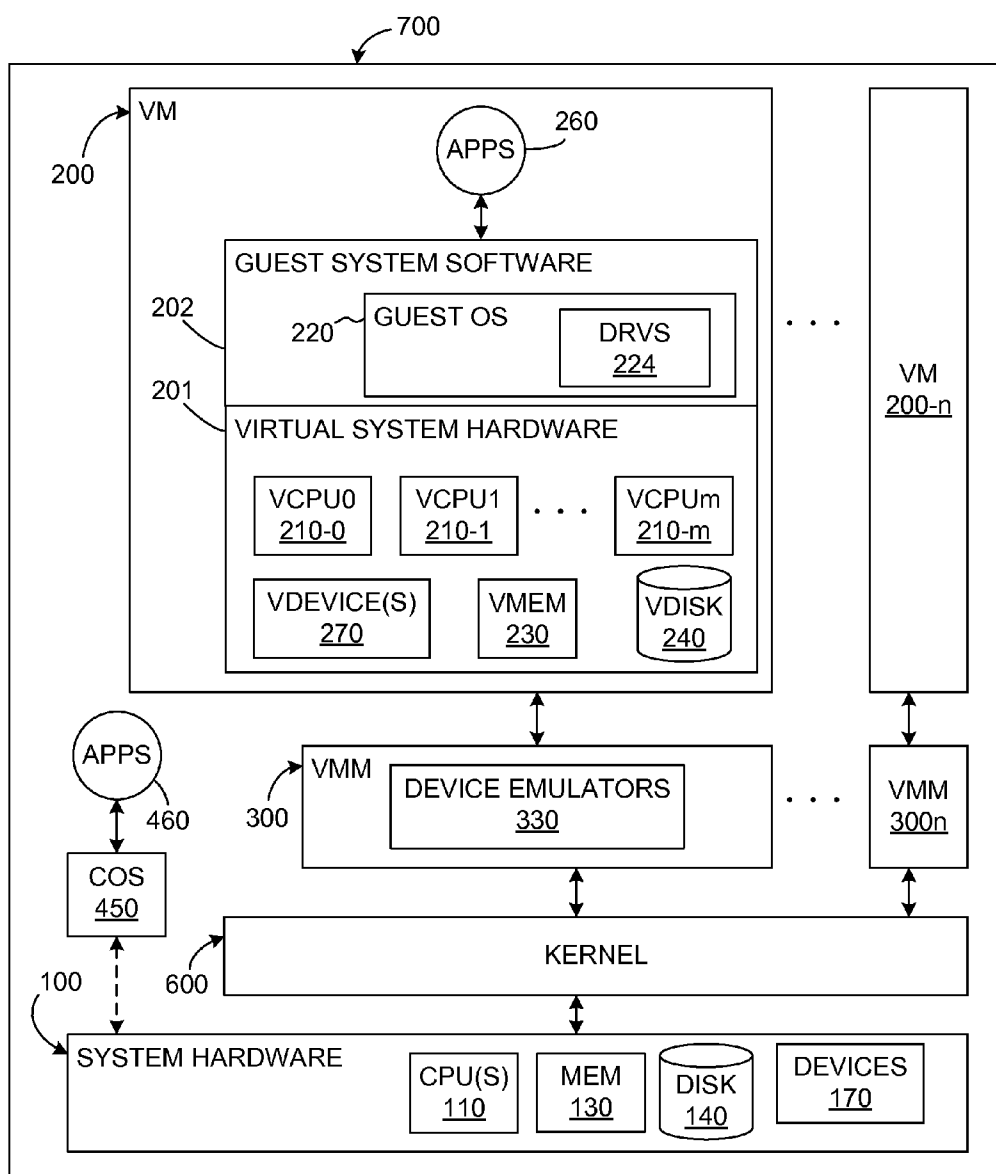 700
VM
200
APPS
260
GUEST SYSTEM SOFTWARE
202
220
GUEST OS
DRVS
224
. . .
VM
200-n
201
VIRTUAL SYSTEM HARDWARE
VCPU0
210-0
VCPU1
210-1
. . .
VCPUm
210-m
VDEVICE(S)
270
VMEM
230
VDISK
240
APPS
460
300
VMM
DEVICE EMULATORS
330
. . .
VMM
300n
COS
450
600
KERNEL
100
SYSTEM HARDWARE
CPU(S)
110
MEM
130
DISK
140
DEVICES
170